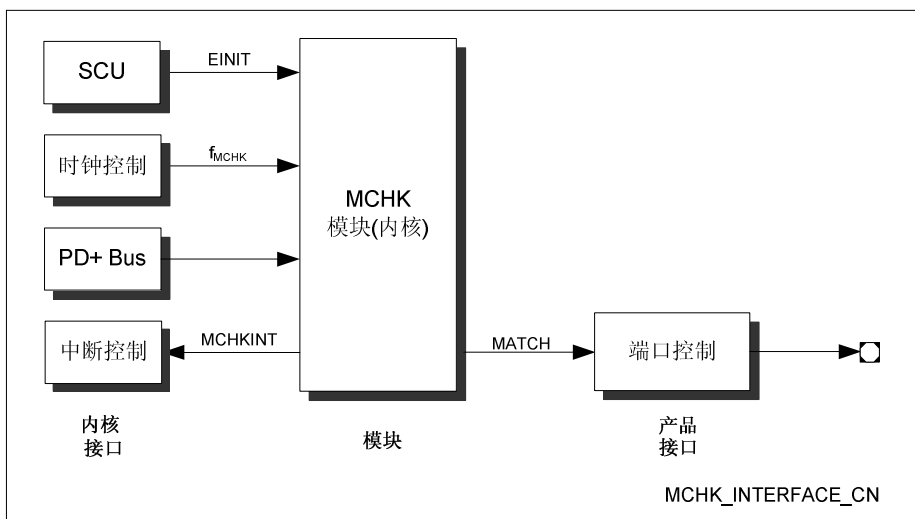 SCU
EINIT
时钟控制
fMCHK
PD+ Bus
中断控制
MCHKINT
MCHK
模块(内核)
MATCH
端口控制
内核
接口
模块
产品
接口
MCHK_INTERFACE_CN